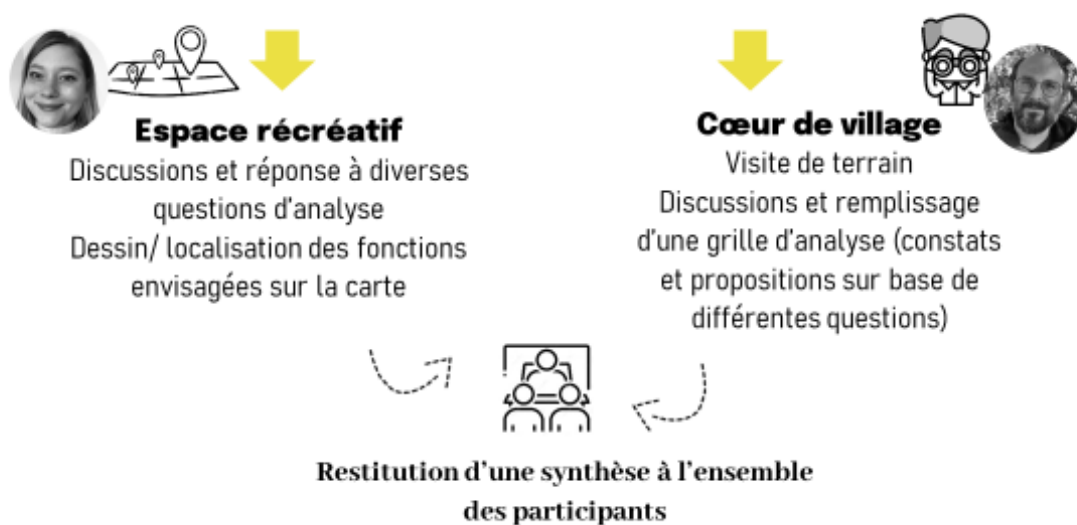 Espace récréatif
Discussions et réponse à diverses
questions d'analyse
Dessin/ localisation des fonctions
envisagées sur la carte
Cœur de village
Visite de terrain
Discussions et remplissage
d'une grille d'analyse (constats
et propositions sur base de
différentes questions)
Restitution d'une synthèse à l'ensemble
des participants